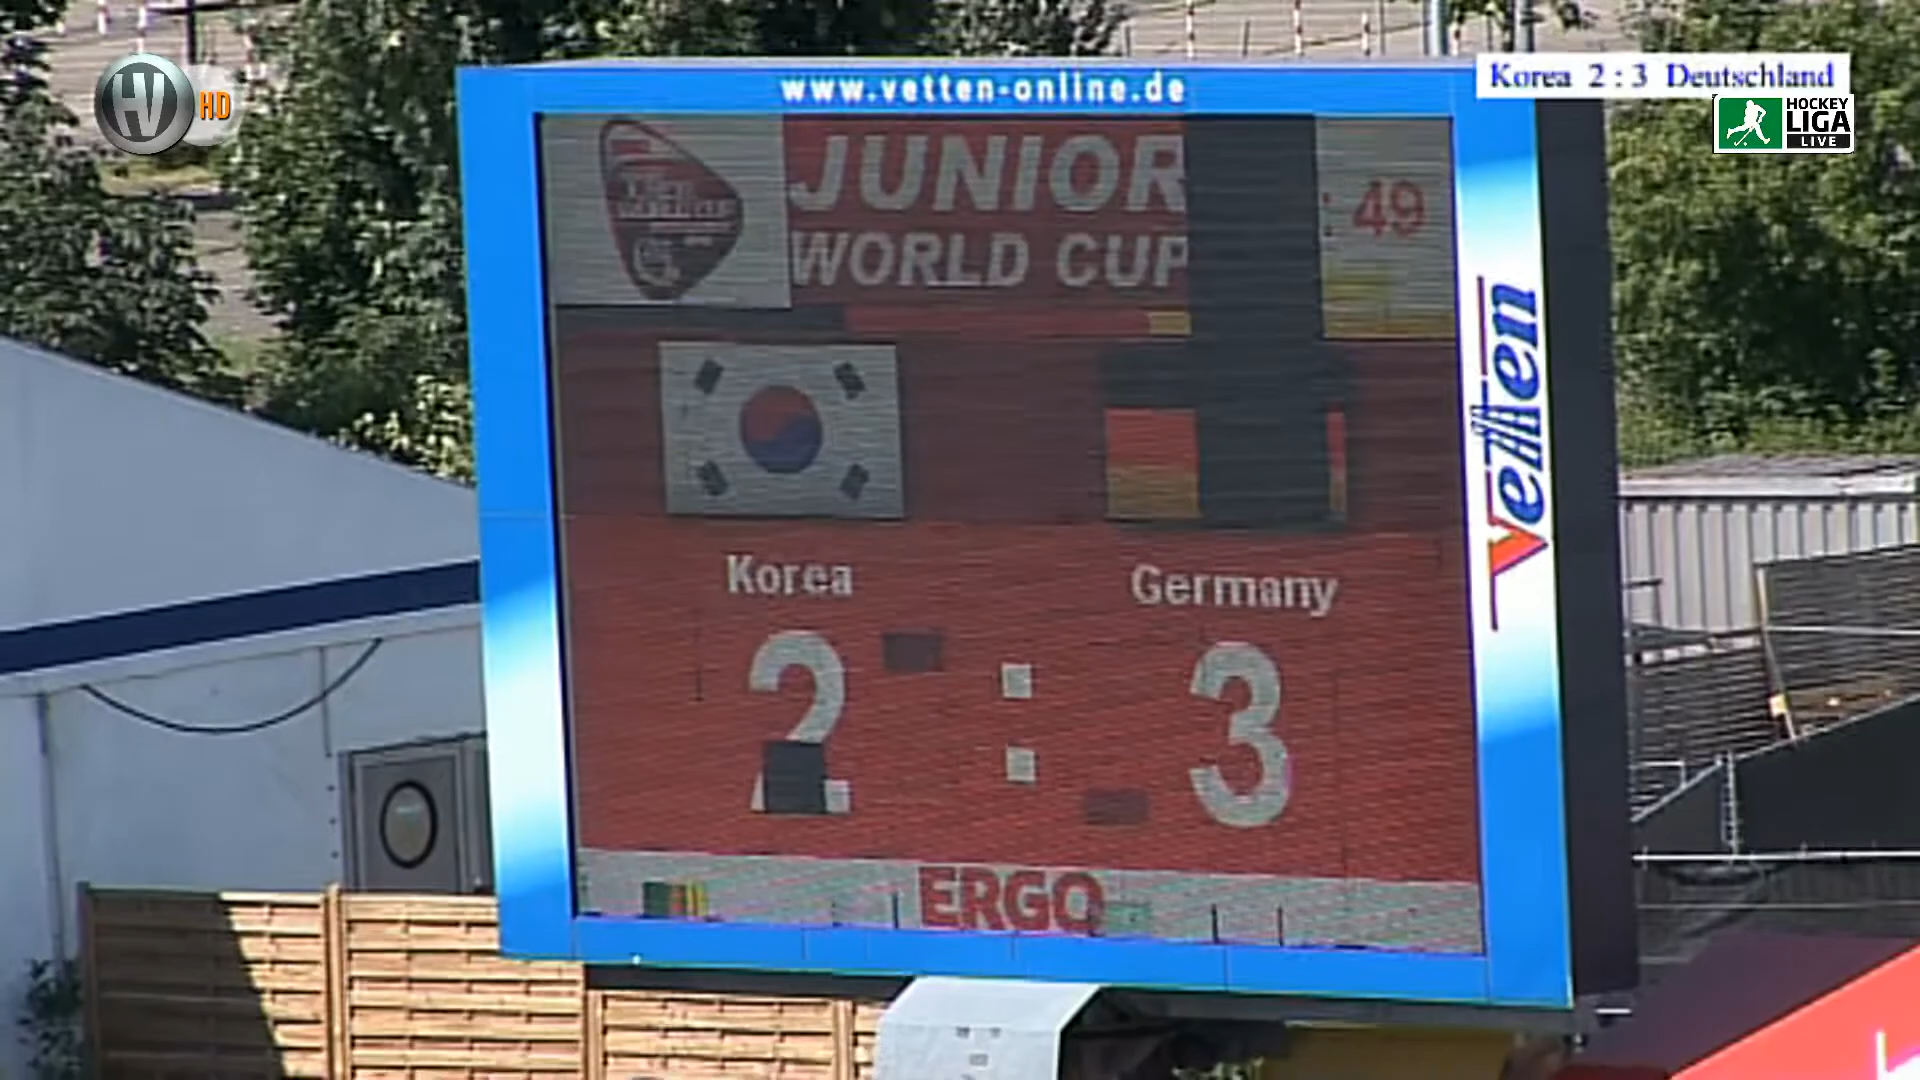 HV HD
www.vetten-online.de
Korea 2 : 3 Deutschland
HOCKEY
LIGA
LIVE
JUNIOR
WORLD CUP
: 49
Vetten
Korea
Germany
2 : 3
ERGO